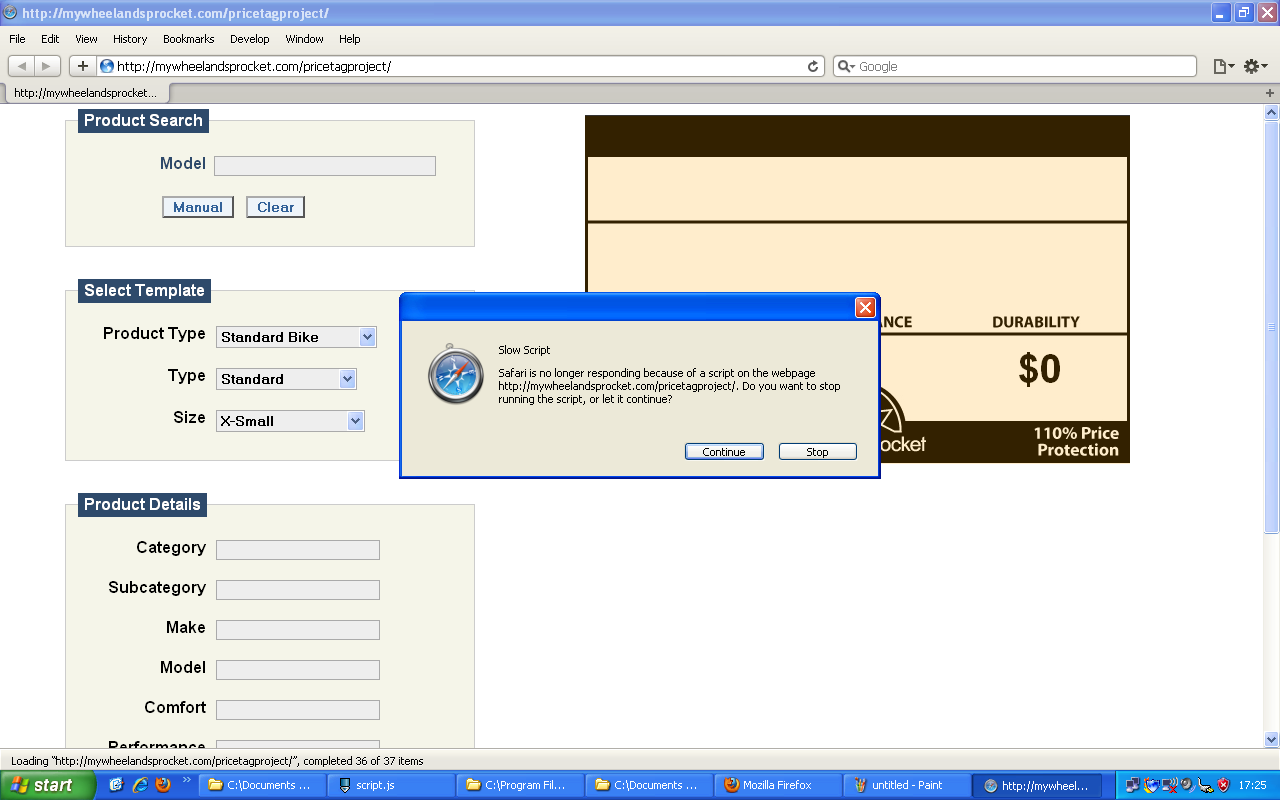 http://mywheelandsprocket.com/pricetagproject/
File Edit View History Bookmarks Develop Window Help
http://mywheelandsprocket.com/pricetagproject/
Google
http://mywheelandsprocket...
Product Search
Model
Manual Clear
Select Template
Product Type Standard Bike
Type Standard
Size X-Small
Product Details
Category
Subcategory
Make
Model
Comfort
Performance
NCE DURABILITY
$0
ocket
110% Price
Protection
Slow Script
Safari is no longer responding because of a script on the webpage
http://mywheelandsprocket.com/pricetagproject/. Do you want to stop
running the script, or let it continue?
Continue Stop
Loading “http://mywheelandsprocket.com/pricetagproject/”, completed 36 of 37 items
start » C:\Documents ... script.js C:\Program Fil... C:\Documents ... Mozilla Firefox untitled - Paint http://mywheel... 17:25